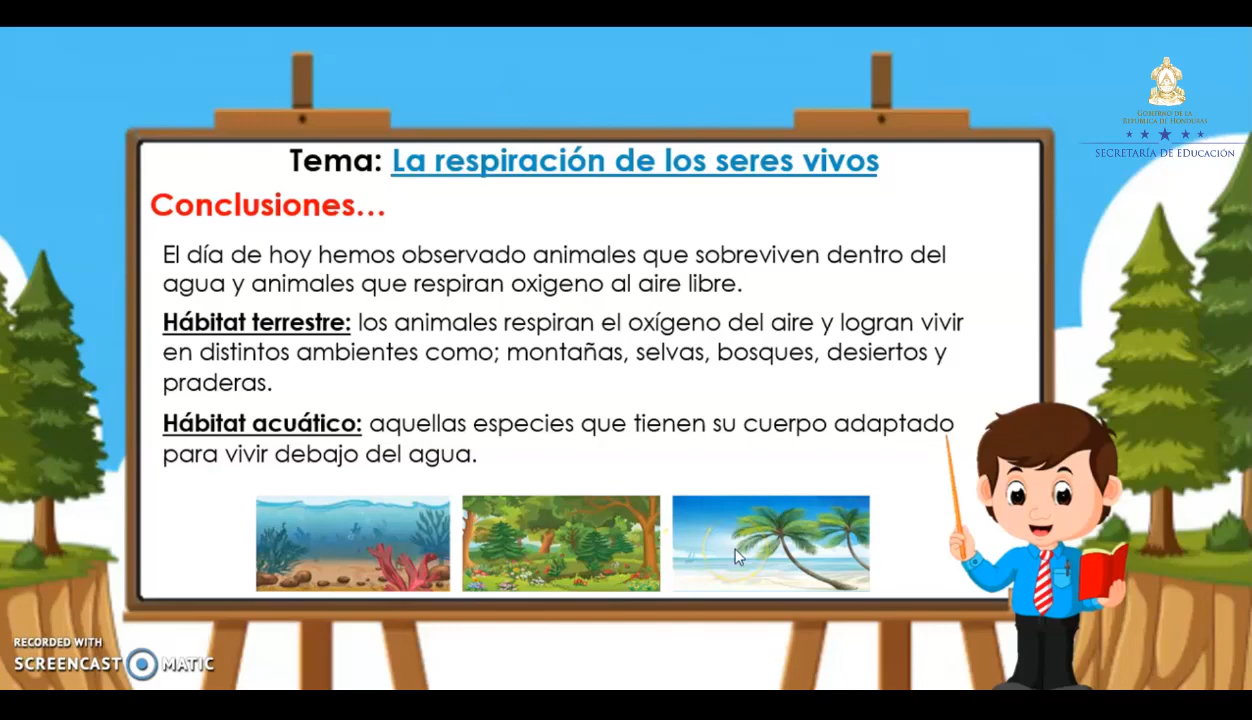 GOBIERNO DE LA
REPÚBLICA DE HONDURAS
SECRETARÍA DE EDUCACIÓN
Tema: La respiración de los seres vivos
Conclusiones...
El día de hoy hemos observado animales que sobreviven dentro del
agua y animales que respiran oxigeno al aire libre.
Hábitat terrestre: los animales respiran el oxígeno del aire y logran vivir
en distintos ambientes como; montañas, selvas, bosques, desiertos y
praderas.
Hábitat acuático: aquellas especies que tienen su cuerpo adaptado
para vivir debajo del agua.
RECORDED WITH
SCREENCAST MATIC